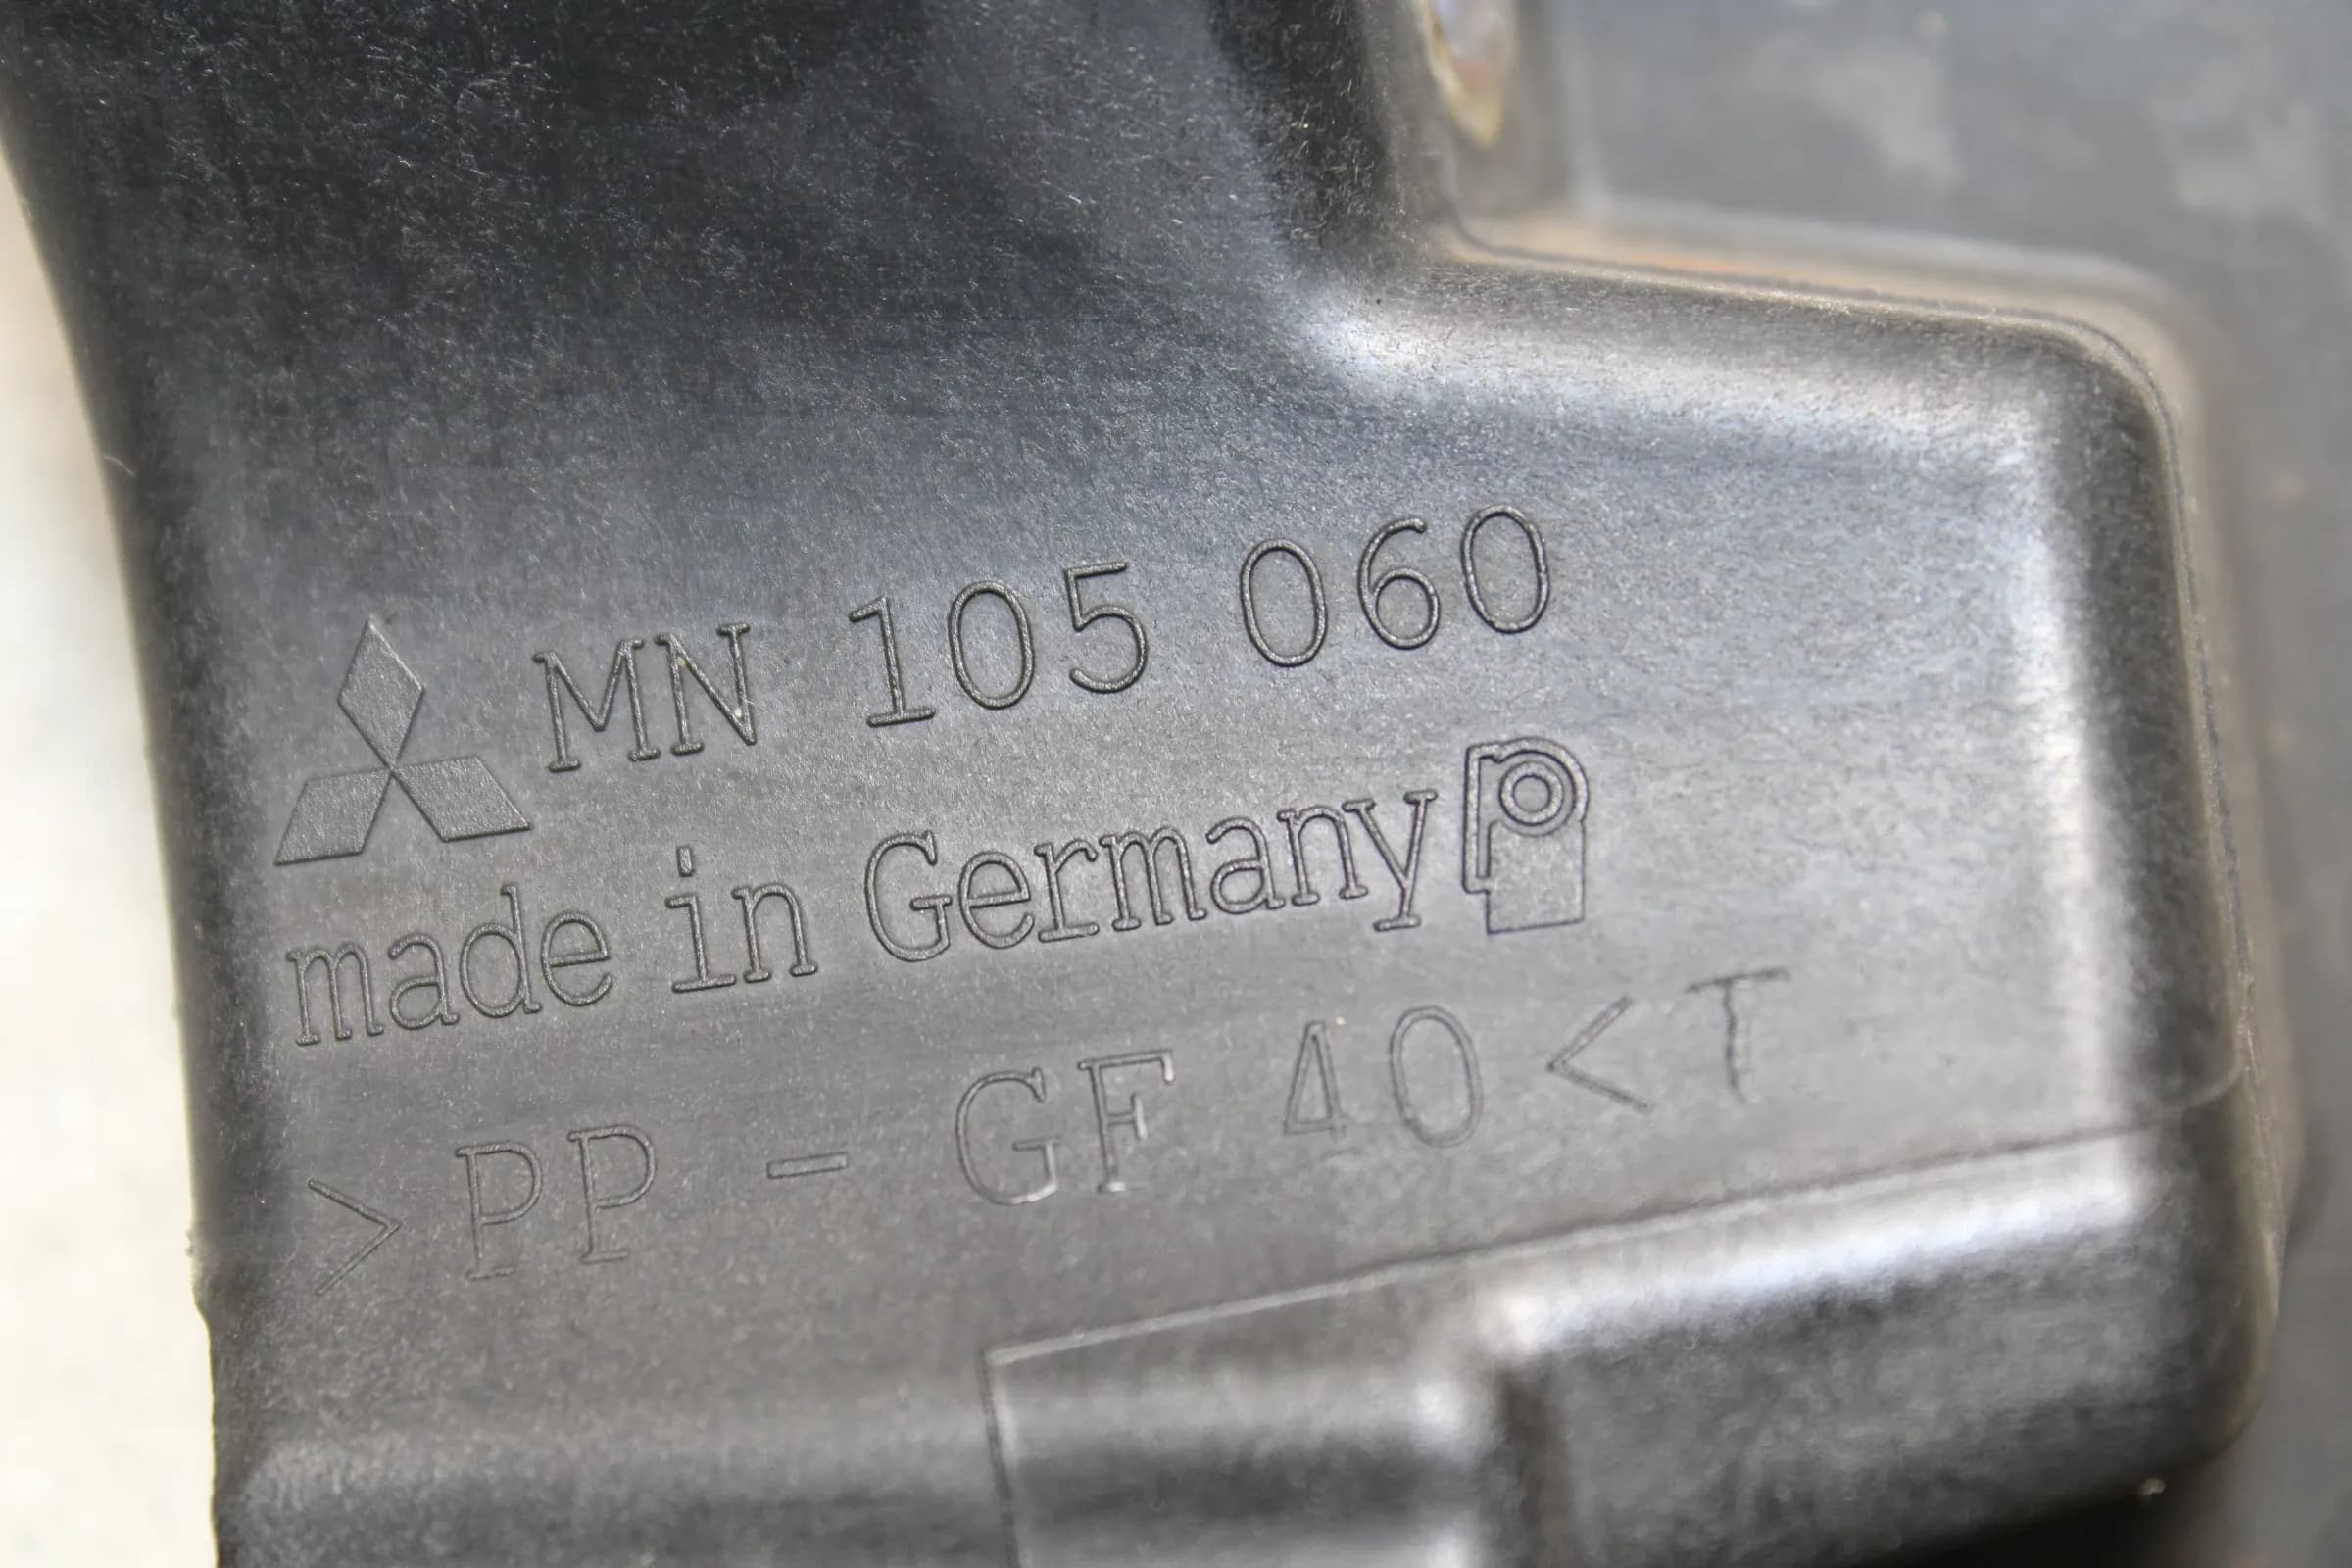 MN 105 060
made in Germany
>PP - GF 40<T